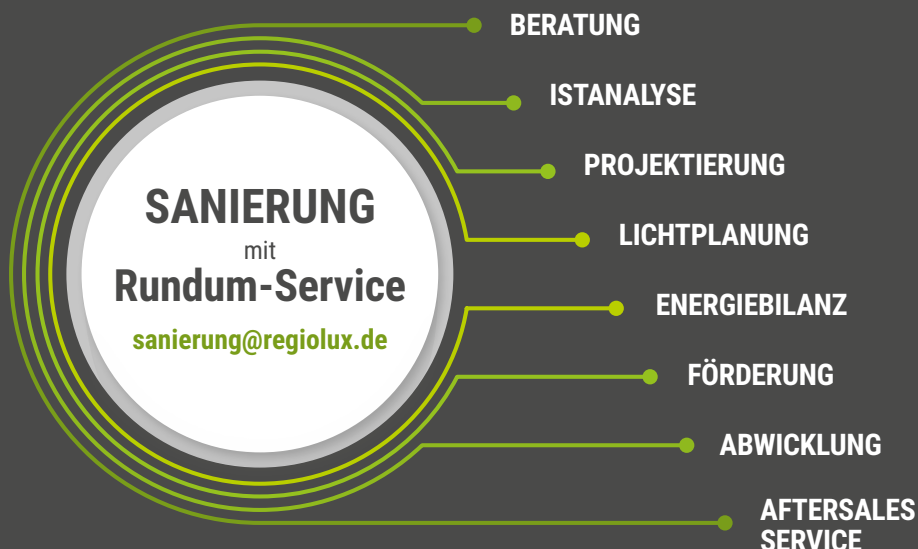 SANIERUNG
mit
Rundum-Service
sanierung@regiolux.de
BERATUNG
ISTANALYSE
PROJEKTIERUNG
LICHTPLANUNG
ENERGIEBILANZ
FÖRDERUNG
ABWICKLUNG
AFTERSALES
SERVICE